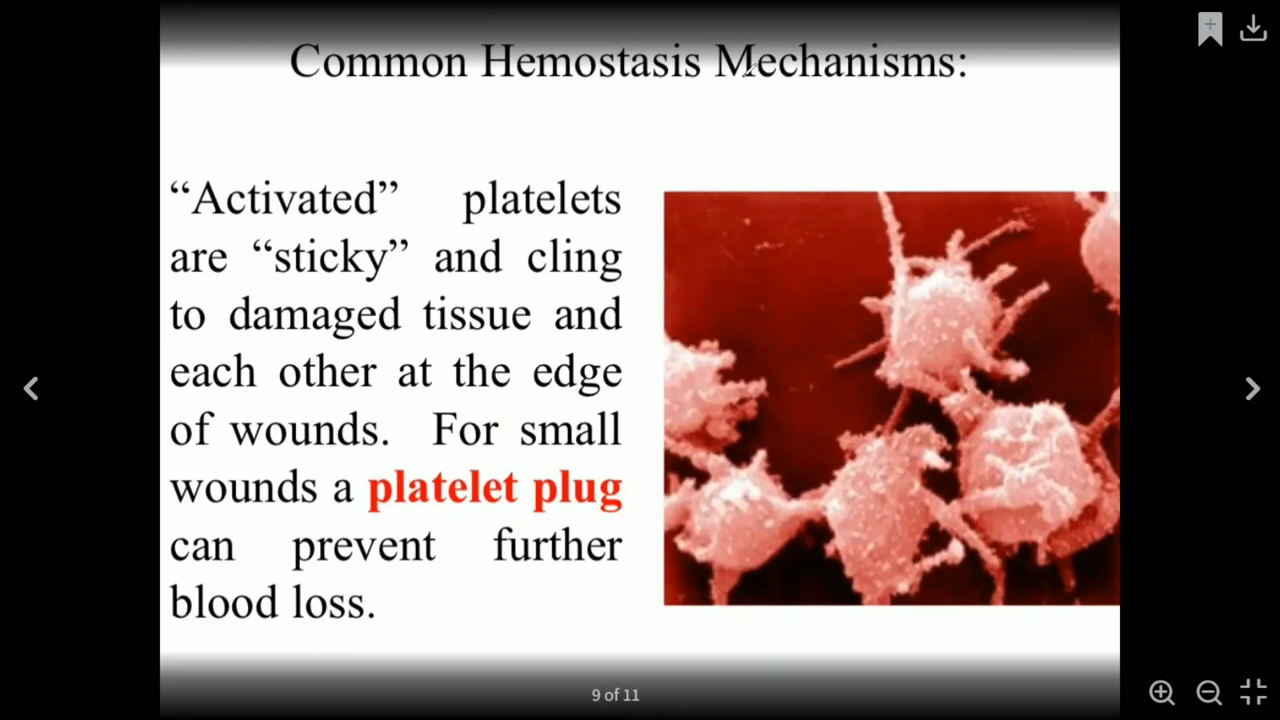 Common Hemostasis Mechanisms:
“Activated” platelets
are “sticky” and cling
to damaged tissue and
each other at the edge
of wounds. For small
wounds a platelet plug
can prevent further
blood loss.
9 of 11